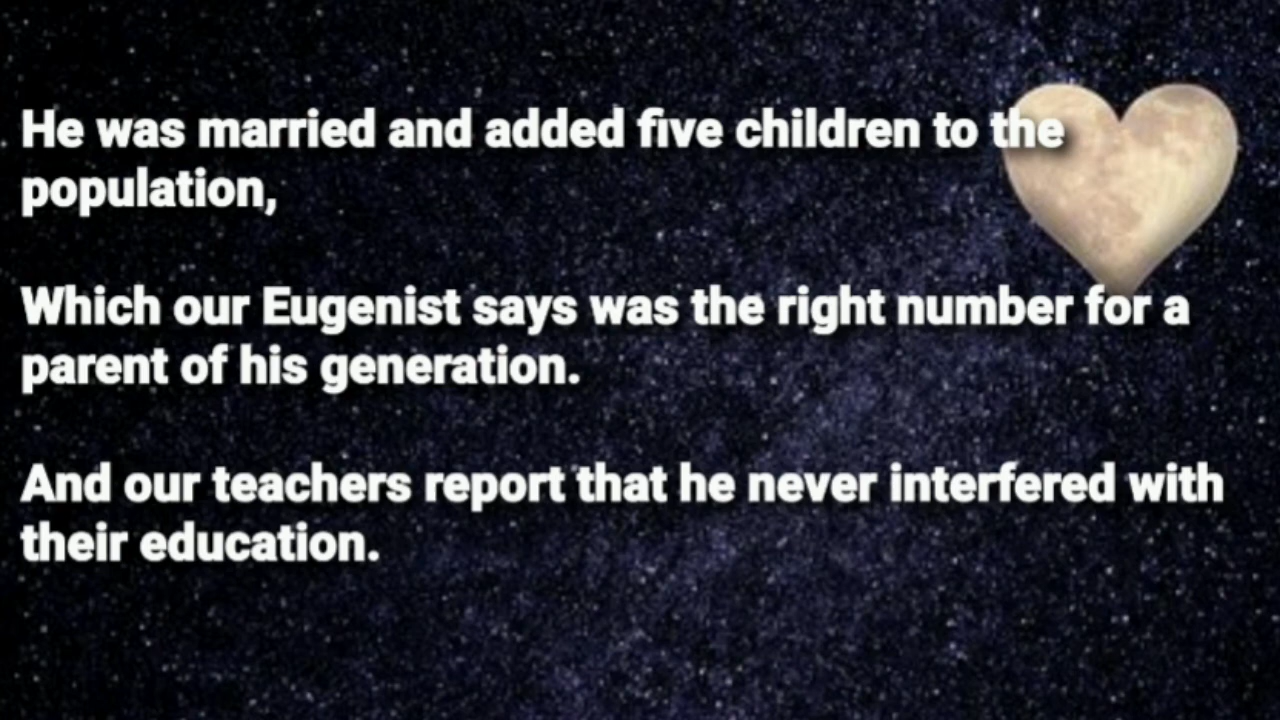 He was married and added five children to the
population,
Which our Eugenist says was the right number for a
parent of his generation.
And our teachers report that he never interfered with
their education.